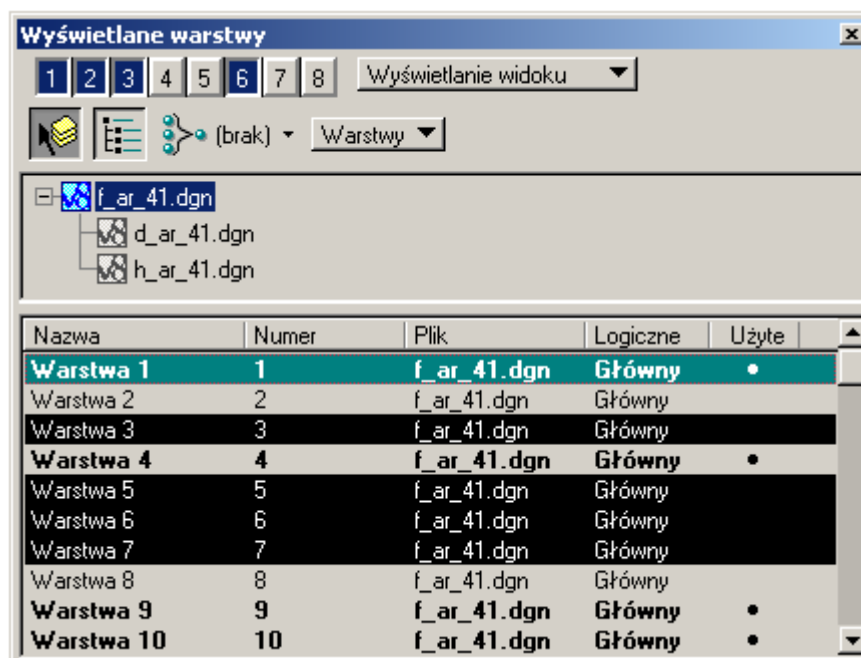 Wyświetlane warstwy
1 2 3 4 5 6 7 8 Wyświetlanie widoku
(brak) Warstwy
f_ar_41.dgn
d_ar_41.dgn
h_ar_41.dgn
Nazwa Numer Plik Logiczne Użyte
Warstwa 1 1 f_ar_41.dgn Główny •
Warstwa 2 2 f_ar_41.dgn Główny
Warstwa 3 3 f_ar_41.dgn Główny
Warstwa 4 4 f_ar_41.dgn Główny •
Warstwa 5 5 f_ar_41.dgn Główny
Warstwa 6 6 f_ar_41.dgn Główny
Warstwa 7 7 f_ar_41.dgn Główny
Warstwa 8 8 f_ar_41.dgn Główny
Warstwa 9 9 f_ar_41.dgn Główny •
Warstwa 10 10 f_ar_41.dgn Główny •